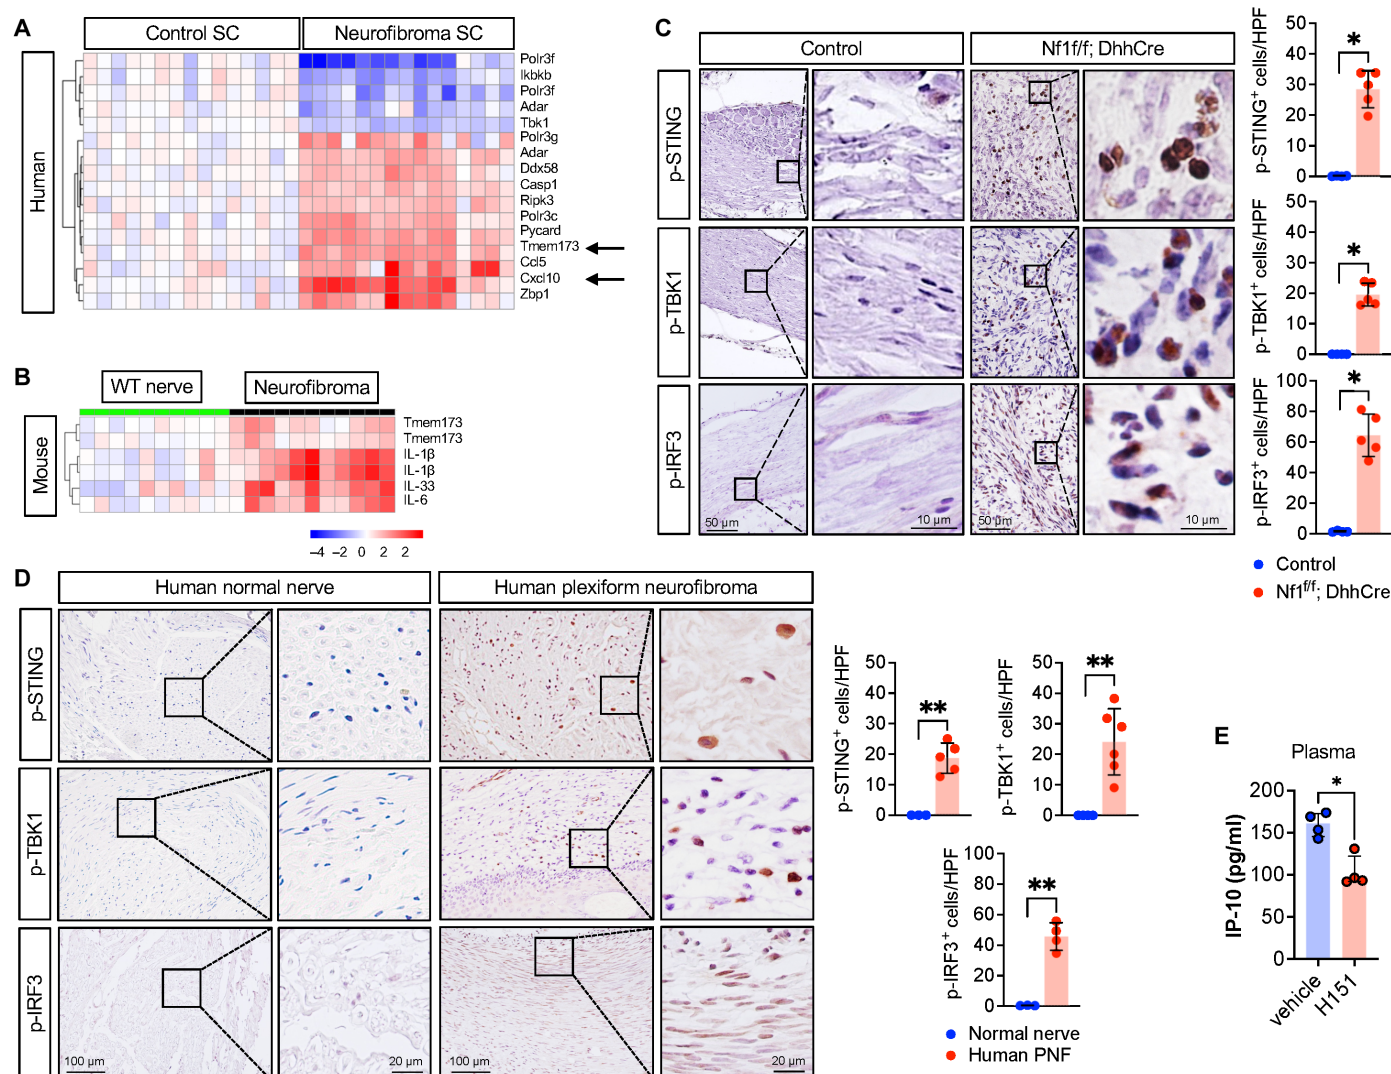 A
Control SC
Neurofibroma SC
Human
Polr3f
Ikbkb
Polr3f
Adar
Tbk1
Polr3g
Adar
Ddx58
Casp1
Ripk3
Polr3c
Pycard
Tmem173
Ccl5
Cxcl10
Zbp1
B
WT nerve
Neurofibroma
Mouse
Tmem173
Tmem173
IL-1β
IL-1β
IL-33
IL-6
−4 −2 0 2 2
C
Control
Nf1f/f; DhhCre
p-STING
p-TBK1
p-IRF3
50 µm
10 µm
50 µm
10 µm
p-STING+ cells/HPF
50
40
30
20
10
0
*
p-TBK1+ cells/HPF
50
40
30
20
10
0
*
p-IRF3+ cells/HPF
100
80
60
40
20
0
*
Control
Nf1f/f; DhhCre
D
Human normal nerve
Human plexiform neurofibroma
p-STING
p-TBK1
p-IRF3
100 µm
20 µm
100 µm
20 µm
p-STING+ cells/HPF
50
40
30
20
10
0
**
p-TBK1+ cells/HPF
50
40
30
20
10
0
**
p-IRF3+ cells/HPF
100
80
60
40
20
0
**
Normal nerve
Human PNF
E
Plasma
IP-10 (pg/ml)
200
150
100
50
0
*
vehicle
H151